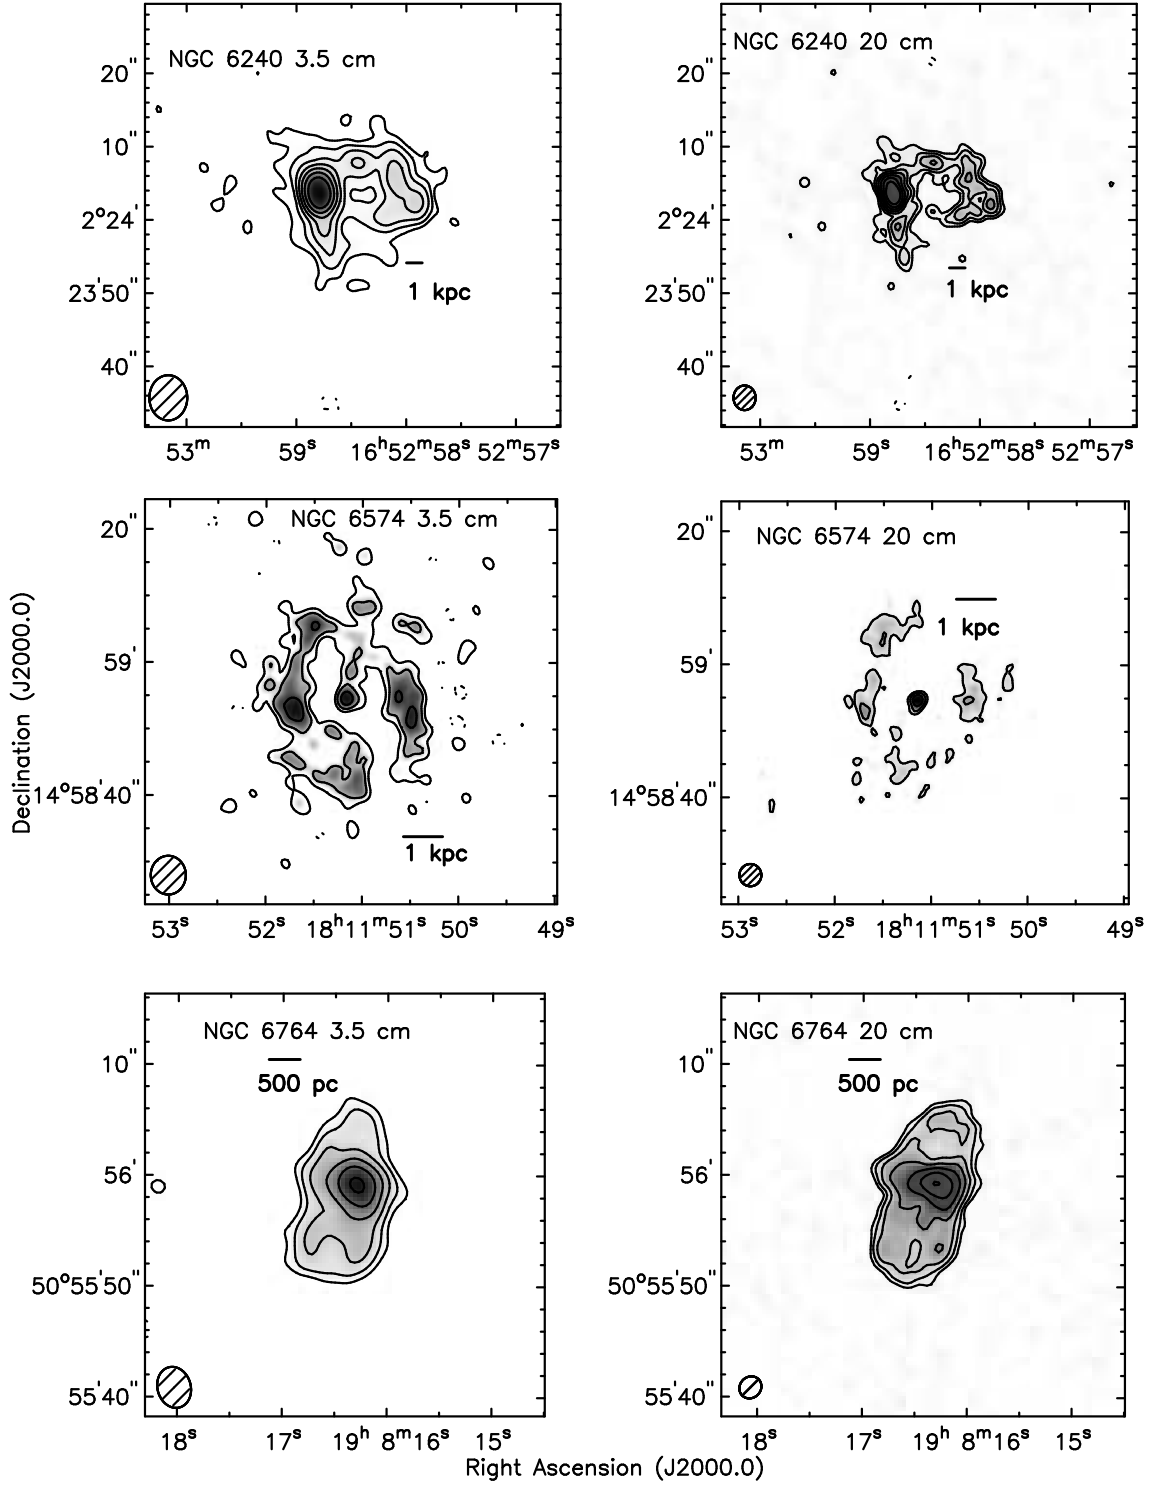 NGC 6240 3.5 cm
20"
10"
2°24'
23'50"
40"
1 kpc
53ᵐ 59ˢ 16ʰ52ᵐ58ˢ 52ᵐ57ˢ
NGC 6240 20 cm
20"
10"
2°24'
23'50"
40"
1 kpc
53ᵐ 59ˢ 16ʰ52ᵐ58ˢ 52ᵐ57ˢ
NGC 6574 3.5 cm
20"
59'
14°58'40"
1 kpc
53ˢ 52ˢ 18ʰ11ᵐ51ˢ 50ˢ 49ˢ
NGC 6574 20 cm
20"
59'
14°58'40"
1 kpc
53ˢ 52ˢ 18ʰ11ᵐ51ˢ 50ˢ 49ˢ
Declination (J2000.0)
NGC 6764 3.5 cm
500 pc
10"
56'
50°55'50"
55'40"
18ˢ 17ˢ 19ʰ 8ᵐ16ˢ 15ˢ
NGC 6764 20 cm
500 pc
10"
56'
50°55'50"
55'40"
18ˢ 17ˢ 19ʰ 8ᵐ16ˢ 15ˢ
Right Ascension (J2000.0)